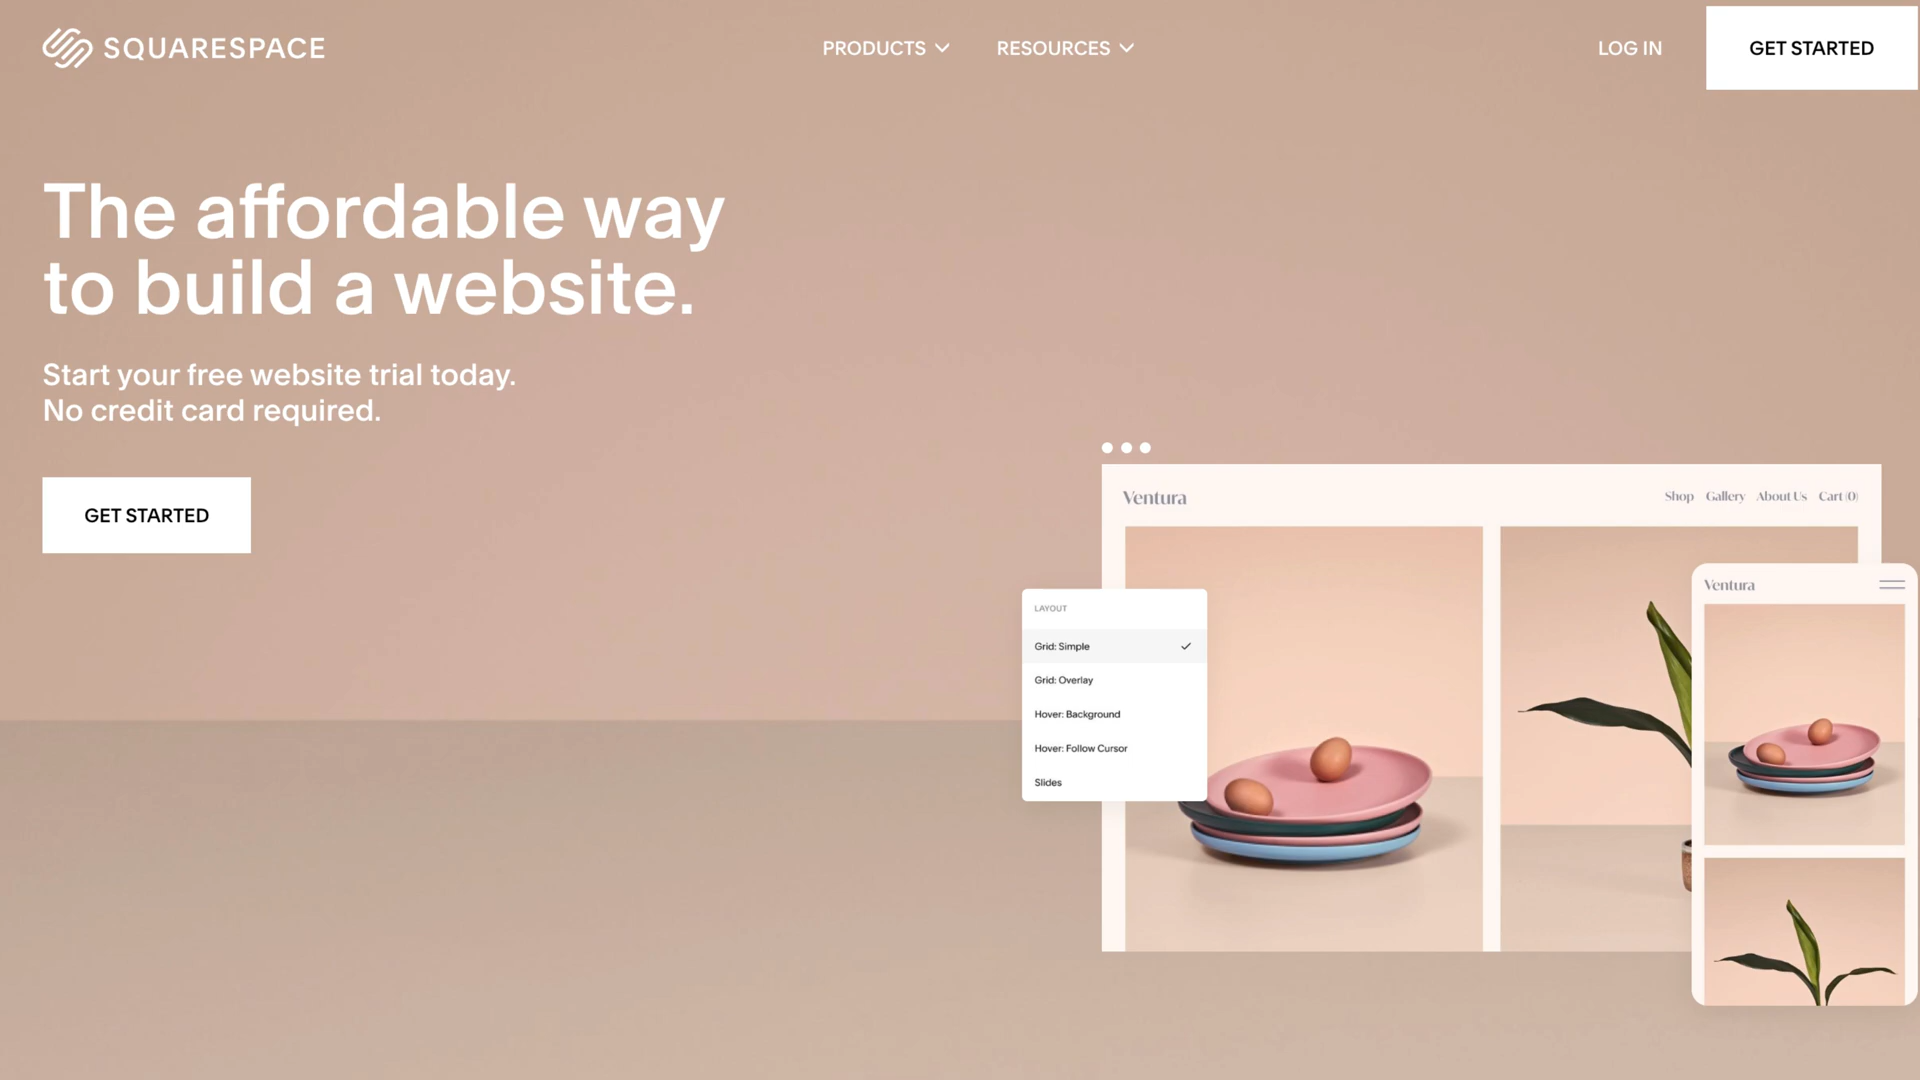 SQUARESPACE
PRODUCTS
RESOURCES
LOG IN
GET STARTED
The affordable way
to build a website.
Start your free website trial today.
No credit card required.
GET STARTED
Ventura
Shop Gallery About Us Cart (0)
LAYOUT
Grid: Simple
Grid: Overlay
Hover: Background
Hover: Follow Cursor
Slides
Ventura